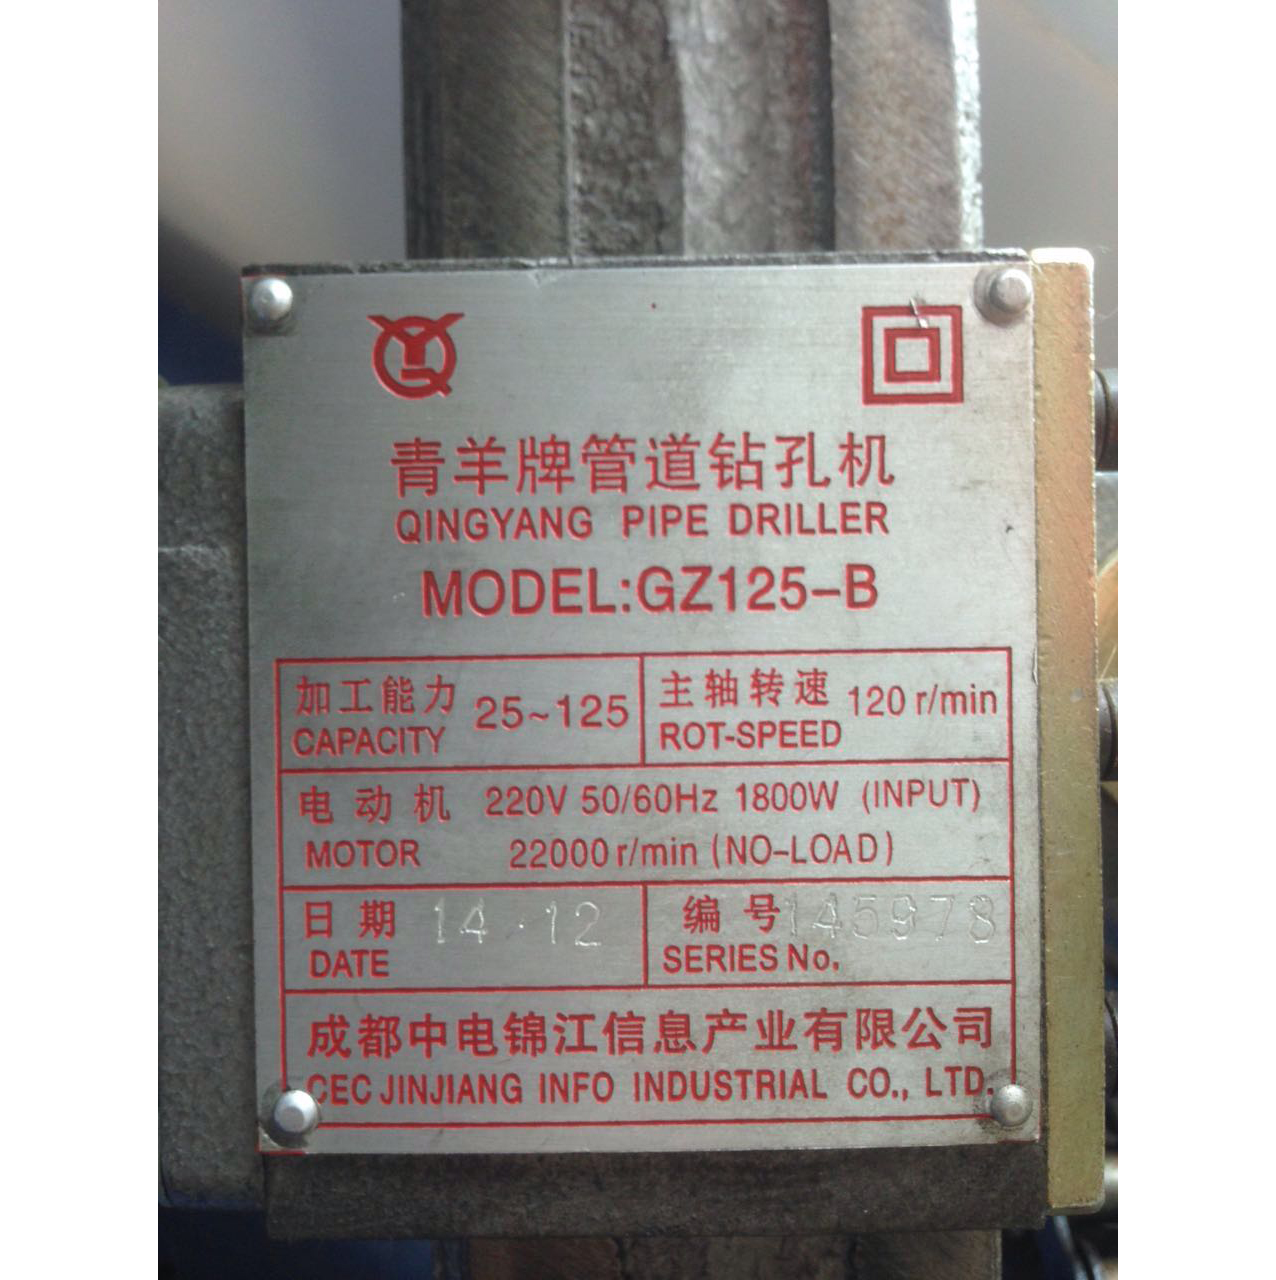 青羊牌管道钻孔机
QINGYANG PIPE DRILLER
MODEL:GZ125-B
加工能力 25~125
CAPACITY
主轴转速 120 r/min
ROT-SPEED
电动机 220V 50/60Hz 1800W (INPUT)
MOTOR 22000 r/min (NO-LOAD)
日期 14.12
DATE
编号 145978
SERIES No.
成都中电锦江信息产业有限公司
CEC JINJIANG INFO INDUSTRIAL CO., LTD.